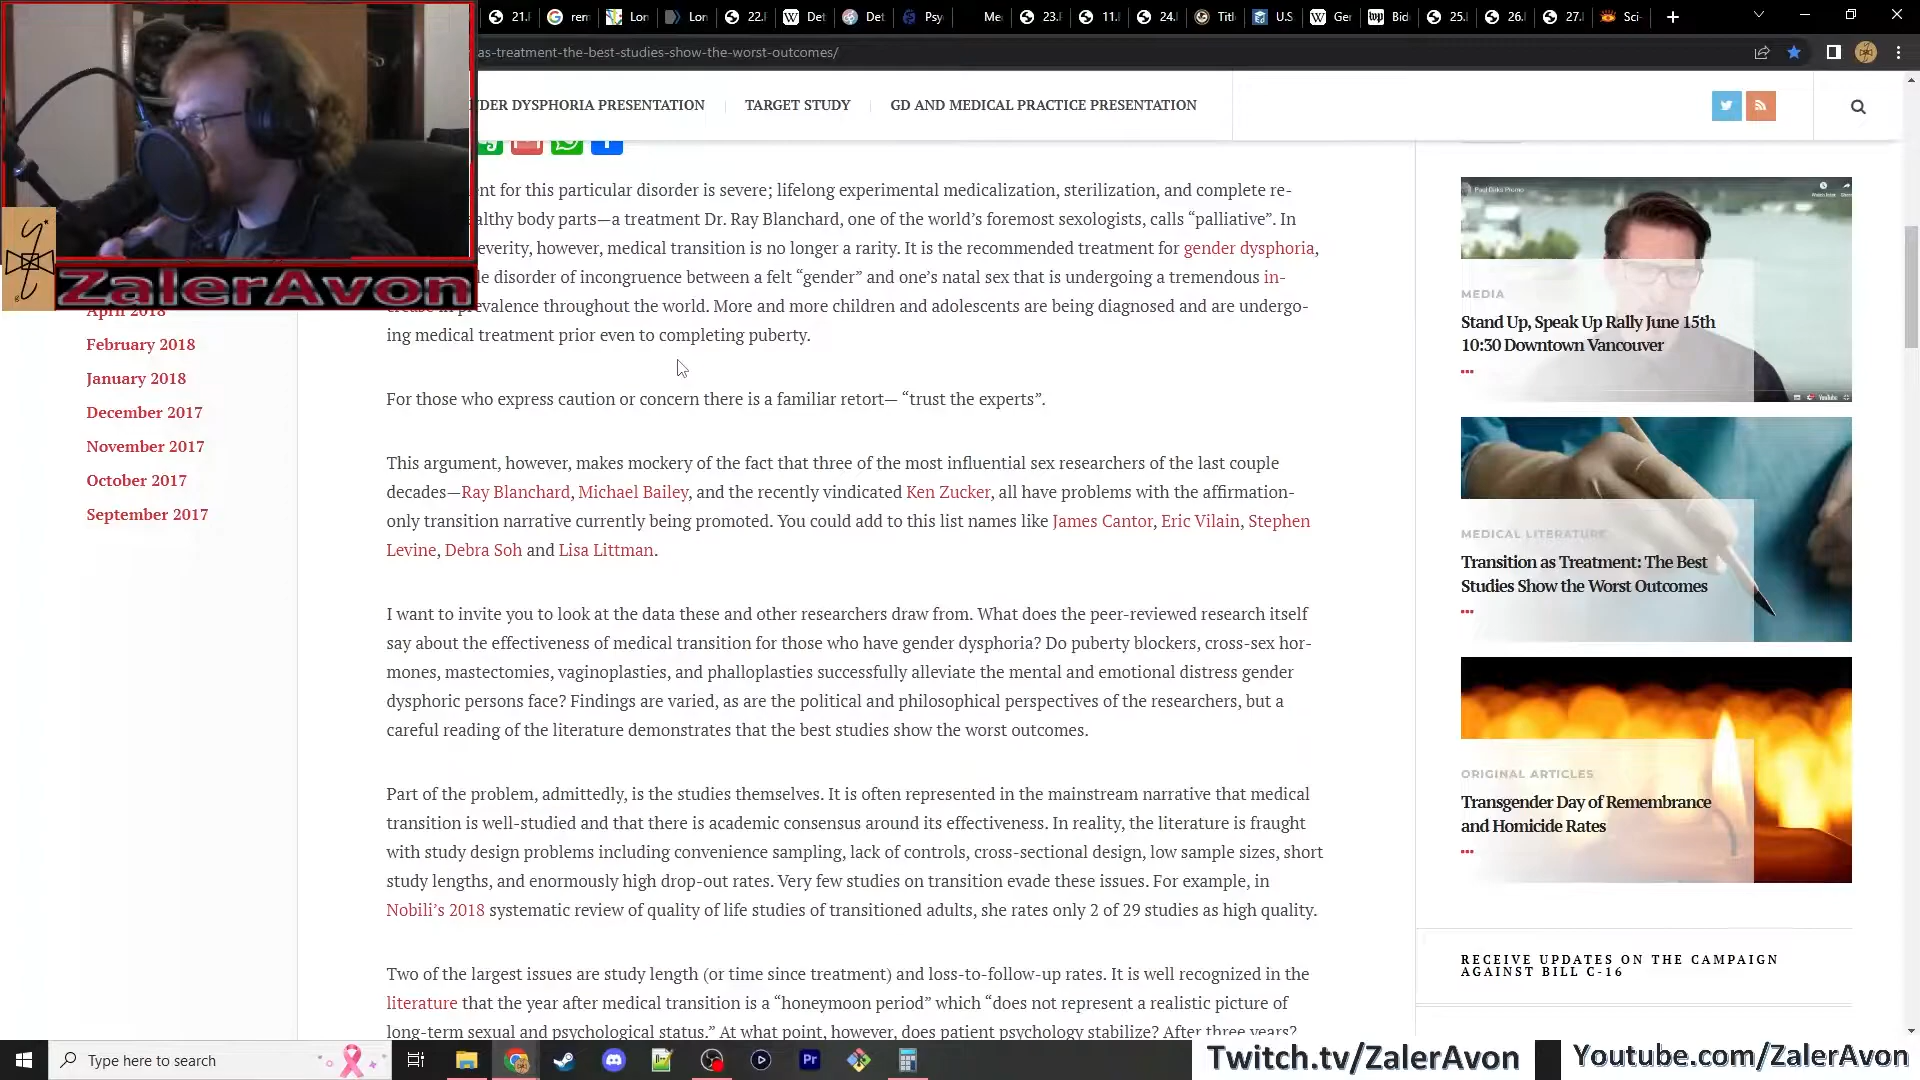 21.
rem
Lon
Lon
22.
Det
Det
Psy
Me
23.
11.
24.
Titl
U.S
Ger
Bid
25.
26.
27.
Sci-
as-treatment-the-best-studies-show-the-worst-outcomes/
DER DYSPHORIA PRESENTATION
TARGET STUDY
GD AND MEDICAL PRACTICE PRESENTATION
ZalerAvon
April 2018
February 2018
January 2018
December 2017
November 2017
October 2017
September 2017
nt for this particular disorder is severe; lifelong experimental medicalization, sterilization, and complete re-
althy body parts—a treatment Dr. Ray Blanchard, one of the world’s foremost sexologists, calls “palliative”. In
everity, however, medical transition is no longer a rarity. It is the recommended treatment for gender dysphoria,
le disorder of incongruence between a felt “gender” and one’s natal sex that is undergoing a tremendous in-
crease in prevalence throughout the world. More and more children and adolescents are being diagnosed and are undergo-
ing medical treatment prior even to completing puberty.
For those who express caution or concern there is a familiar retort— “trust the experts”.
This argument, however, makes mockery of the fact that three of the most influential sex researchers of the last couple
decades—Ray Blanchard, Michael Bailey, and the recently vindicated Ken Zucker, all have problems with the affirmation-
only transition narrative currently being promoted. You could add to this list names like James Cantor, Eric Vilain, Stephen
Levine, Debra Soh and Lisa Littman.
I want to invite you to look at the data these and other researchers draw from. What does the peer-reviewed research itself
say about the effectiveness of medical transition for those who have gender dysphoria? Do puberty blockers, cross-sex hor-
mones, mastectomies, vaginoplasties, and phalloplasties successfully alleviate the mental and emotional distress gender
dysphoric persons face? Findings are varied, as are the political and philosophical perspectives of the researchers, but a
careful reading of the literature demonstrates that the best studies show the worst outcomes.
Part of the problem, admittedly, is the studies themselves. It is often represented in the mainstream narrative that medical
transition is well-studied and that there is academic consensus around its effectiveness. In reality, the literature is fraught
with study design problems including convenience sampling, lack of controls, cross-sectional design, low sample sizes, short
study lengths, and enormously high drop-out rates. Very few studies on transition evade these issues. For example, in
Nobili’s 2018 systematic review of quality of life studies of transitioned adults, she rates only 2 of 29 studies as high quality.
Two of the largest issues are study length (or time since treatment) and loss-to-follow-up rates. It is well recognized in the
literature that the year after medical transition is a “honeymoon period” which “does not represent a realistic picture of
long-term sexual and psychological status.” At what point, however, does patient psychology stabilize? After three years?
MEDIA
Stand Up, Speak Up Rally June 15th
10:30 Downtown Vancouver
MEDICAL LITERATURE
Transition as Treatment: The Best
Studies Show the Worst Outcomes
ORIGINAL ARTICLES
Transgender Day of Remembrance
and Homicide Rates
RECEIVE UPDATES ON THE CAMPAIGN
AGAINST BILL C-16
Type here to search
Pr
Twitch.tv/ZalerAvon
Youtube.com/ZalerAvon